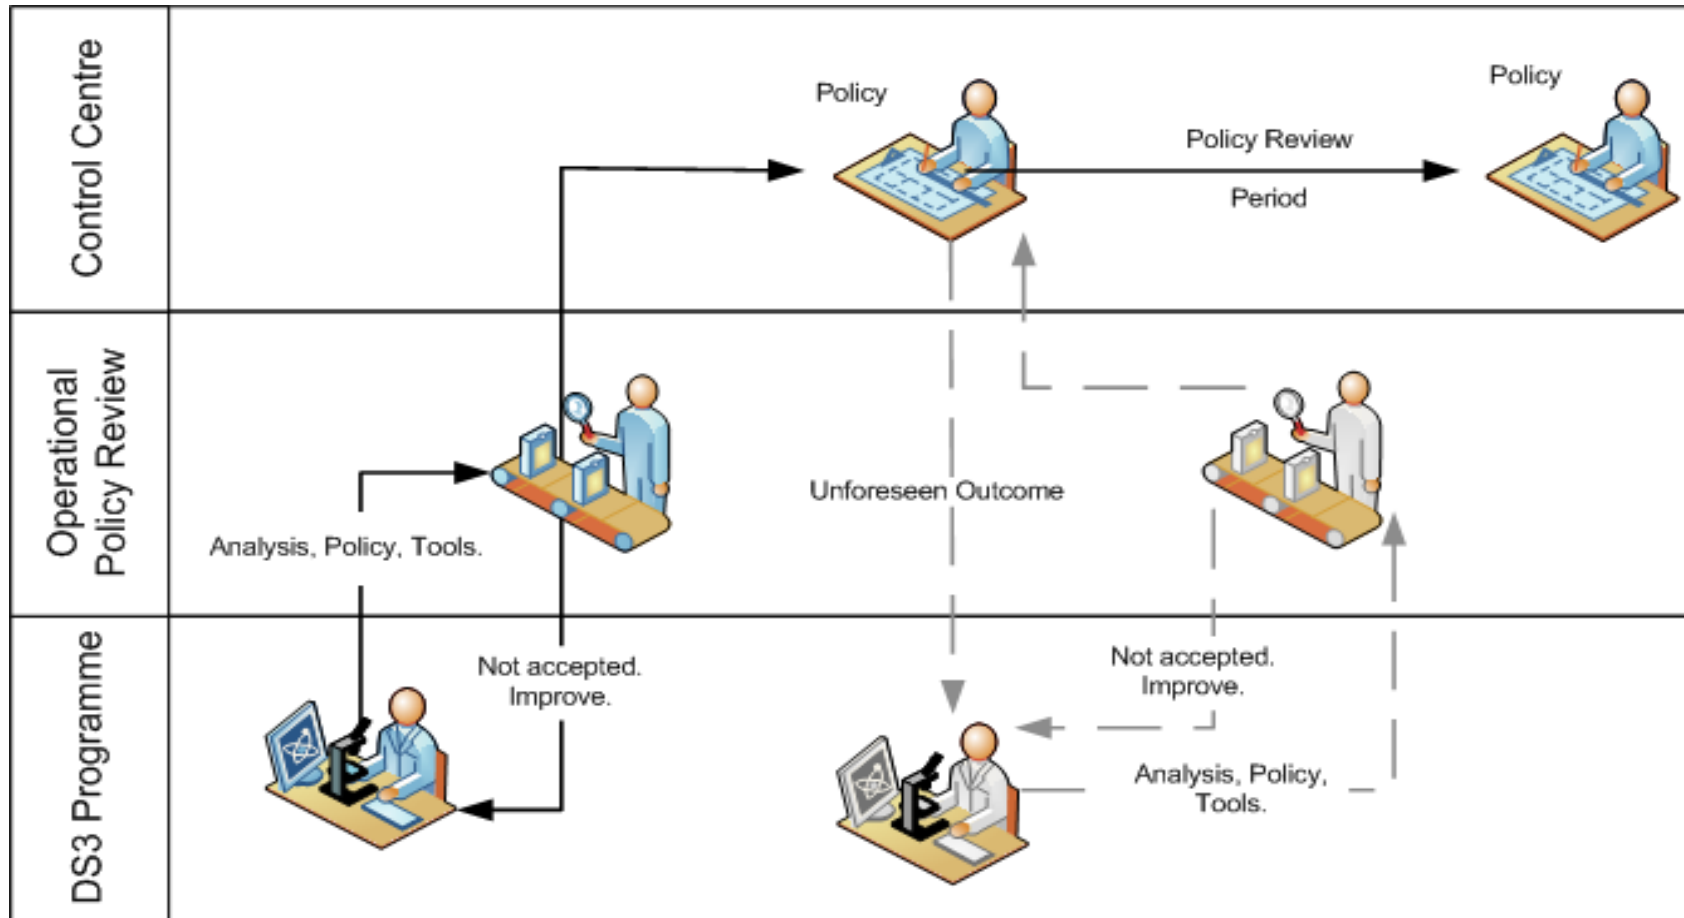 Control Centre
Policy
Policy
Policy Review
Period
Operational
Policy Review
Analysis, Policy, Tools.
Unforeseen Outcome
DS3 Programme
Not accepted.
Improve.
Not accepted.
Improve.
Analysis, Policy,
Tools.